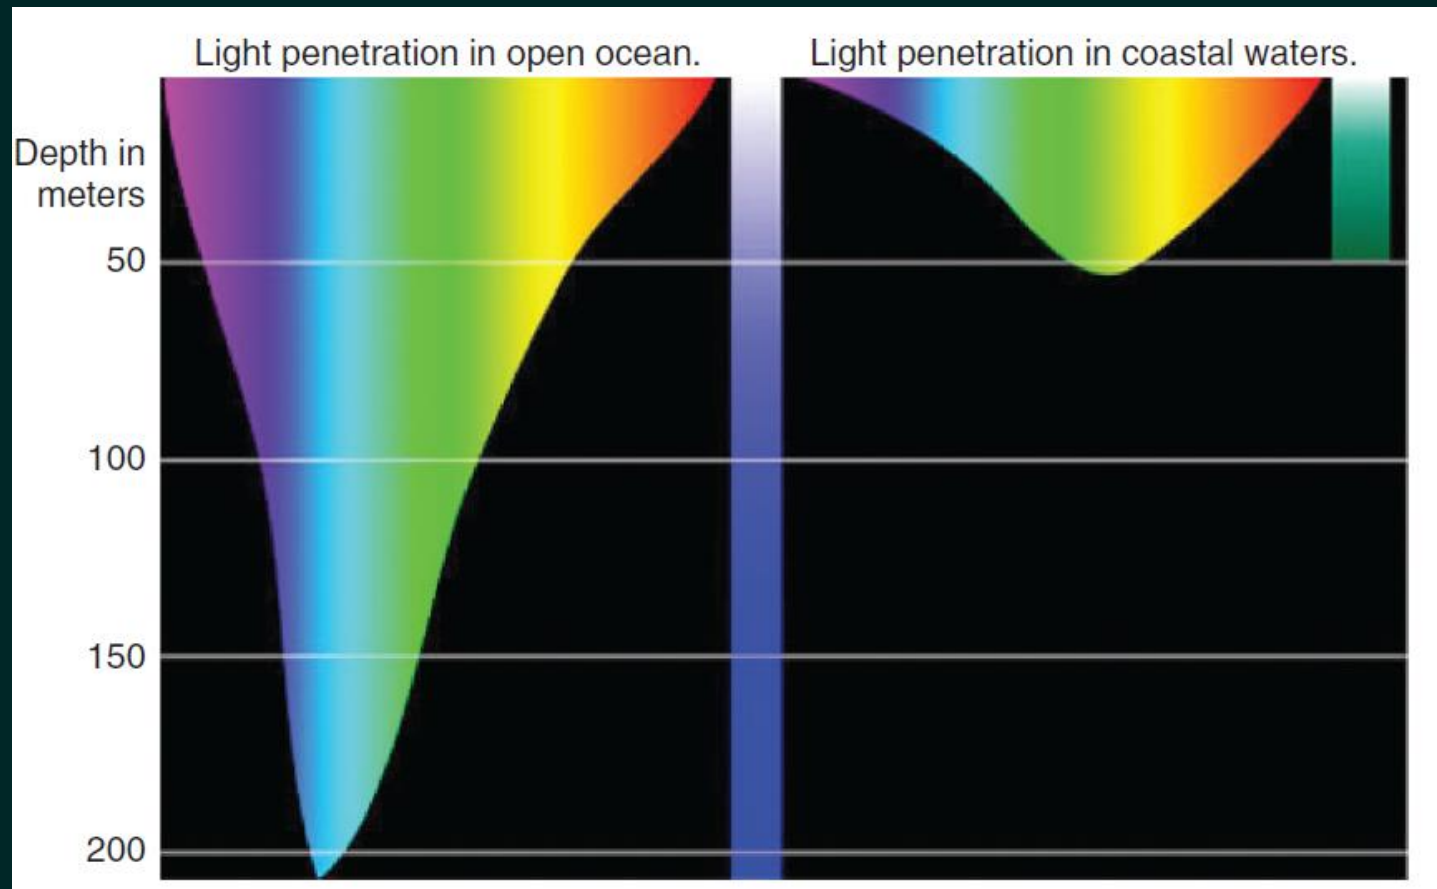 Light penetration in open ocean.
Light penetration in coastal waters.
Depth in
meters
50
100
150
200